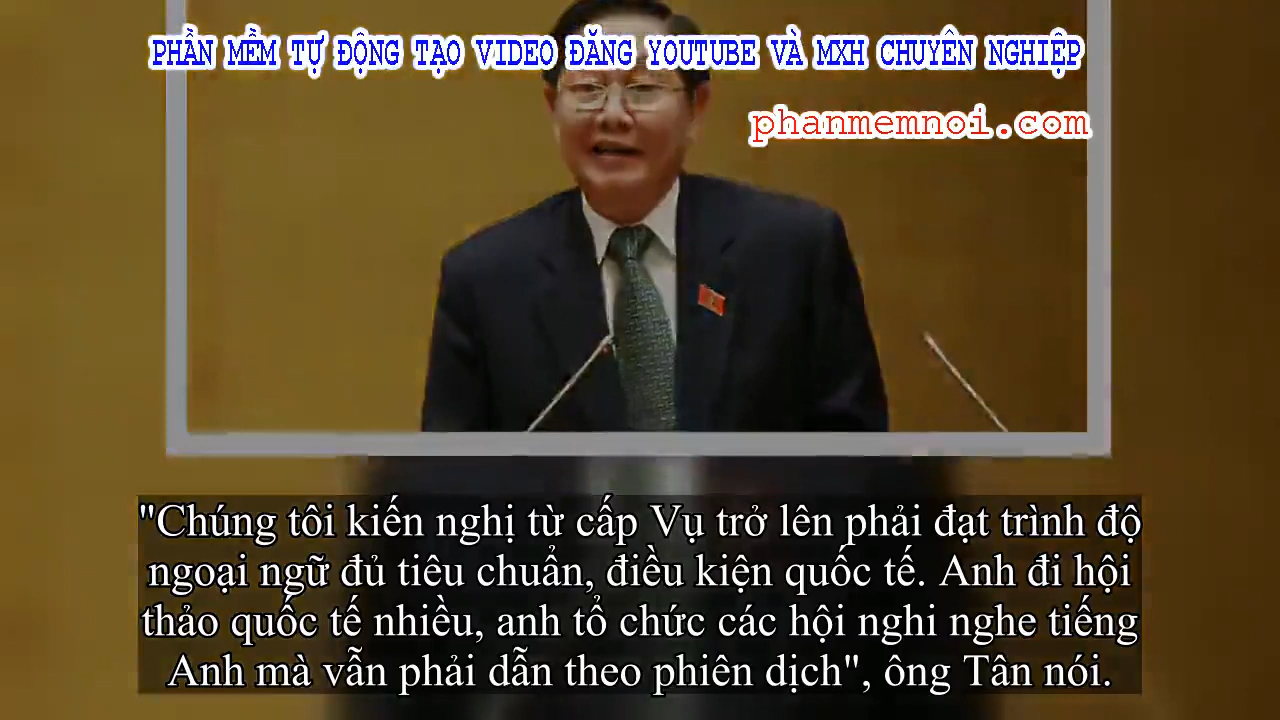 PHẦN MỀM TỰ ĐỘNG TẠO VIDEO ĐĂNG YOUTUBE VÀ MXH CHUYÊN NGHIỆP
phanmemnoi.com
"Chúng tôi kiến nghị từ cấp Vụ trở lên phải đạt trình độ
ngoại ngữ đủ tiêu chuẩn, điều kiện quốc tế. Anh đi hội
thảo quốc tế nhiều, anh tổ chức các hội nghi nghe tiếng
Anh mà vẫn phải dẫn theo phiên dịch", ông Tân nói.